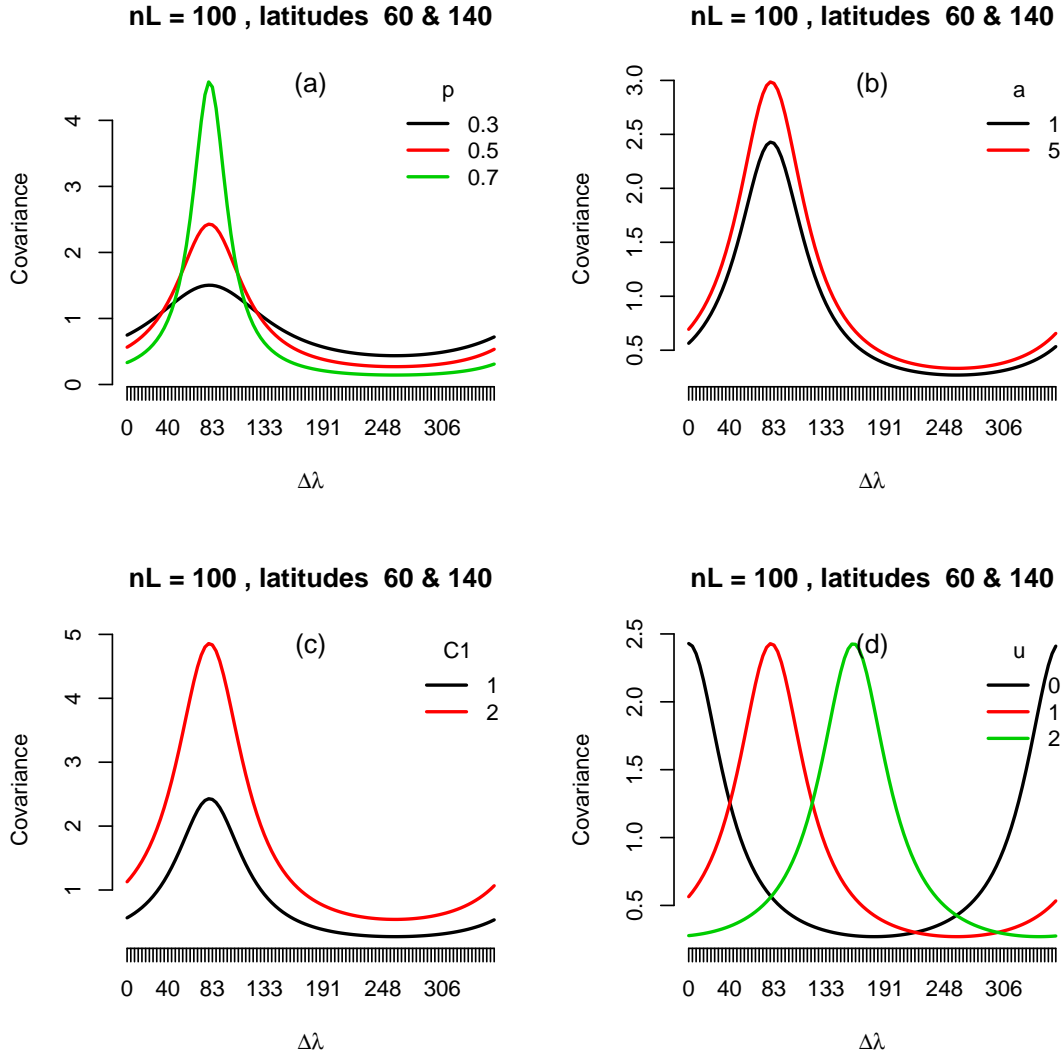 nL = 100 , latitudes 60 & 140
(a)
p
0.3
0.5
0.7
Covariance
0 1 2 3 4
0 40 83 133 191 248 306
Δλ
nL = 100 , latitudes 60 & 140
(b)
a
1
5
Covariance
0.5 1.0 1.5 2.0 2.5 3.0
0 40 83 133 191 248 306
Δλ
nL = 100 , latitudes 60 & 140
(c)
C1
1
2
Covariance
1 2 3 4 5
0 40 83 133 191 248 306
Δλ
nL = 100 , latitudes 60 & 140
(d)
u
0
1
2
Covariance
0.5 1.0 1.5 2.0 2.5
0 40 83 133 191 248 306
Δλ